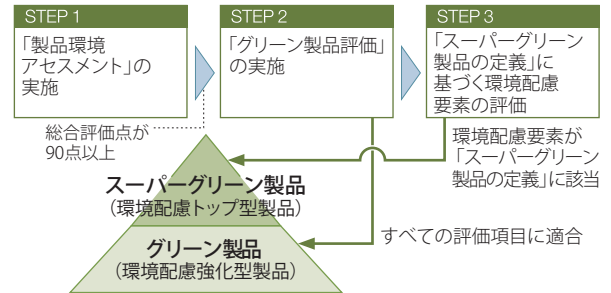 STEP 1
「製品環境
アセスメント」の
実施
STEP 2
「グリーン製品評価」
の実施
STEP 3
「スーパーグリーン
製品の定義」に
基づく環境配慮
要素の評価
総合評価点が
90点以上
環境配慮要素が
「スーパーグリーン
製品の定義」に該当
スーパーグリーン製品
（環境配慮トップ型製品）
すべての評価項目に適合
グリーン製品
（環境配慮強化型製品）